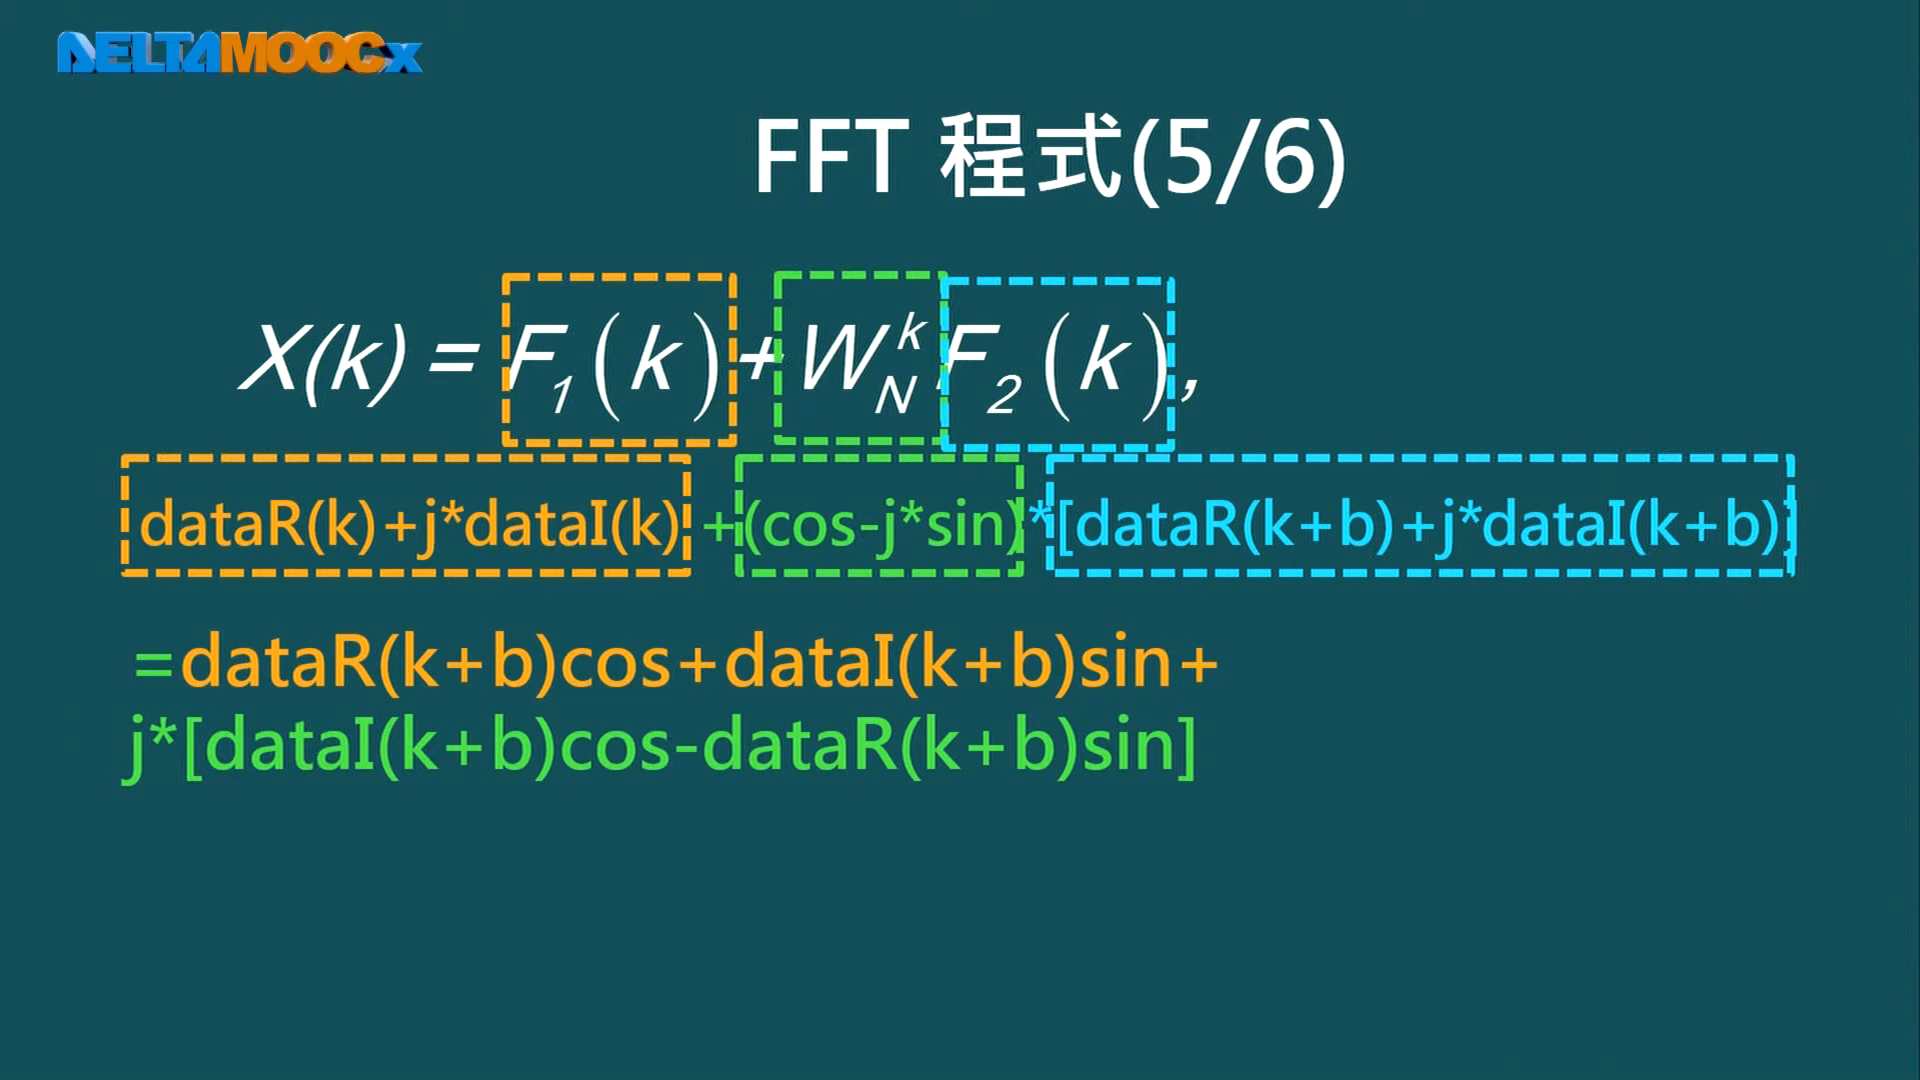 DELTAMOOCx
FFT 程式(5/6)
X(k) = F₁(k)+W_N^k F₂(k),
dataR(k)+j*dataI(k) +(cos-j*sin)*[dataR(k+b)+j*dataI(k+b)]
=dataR(k+b)cos+dataI(k+b)sin+
j*[dataI(k+b)cos-dataR(k+b)sin]